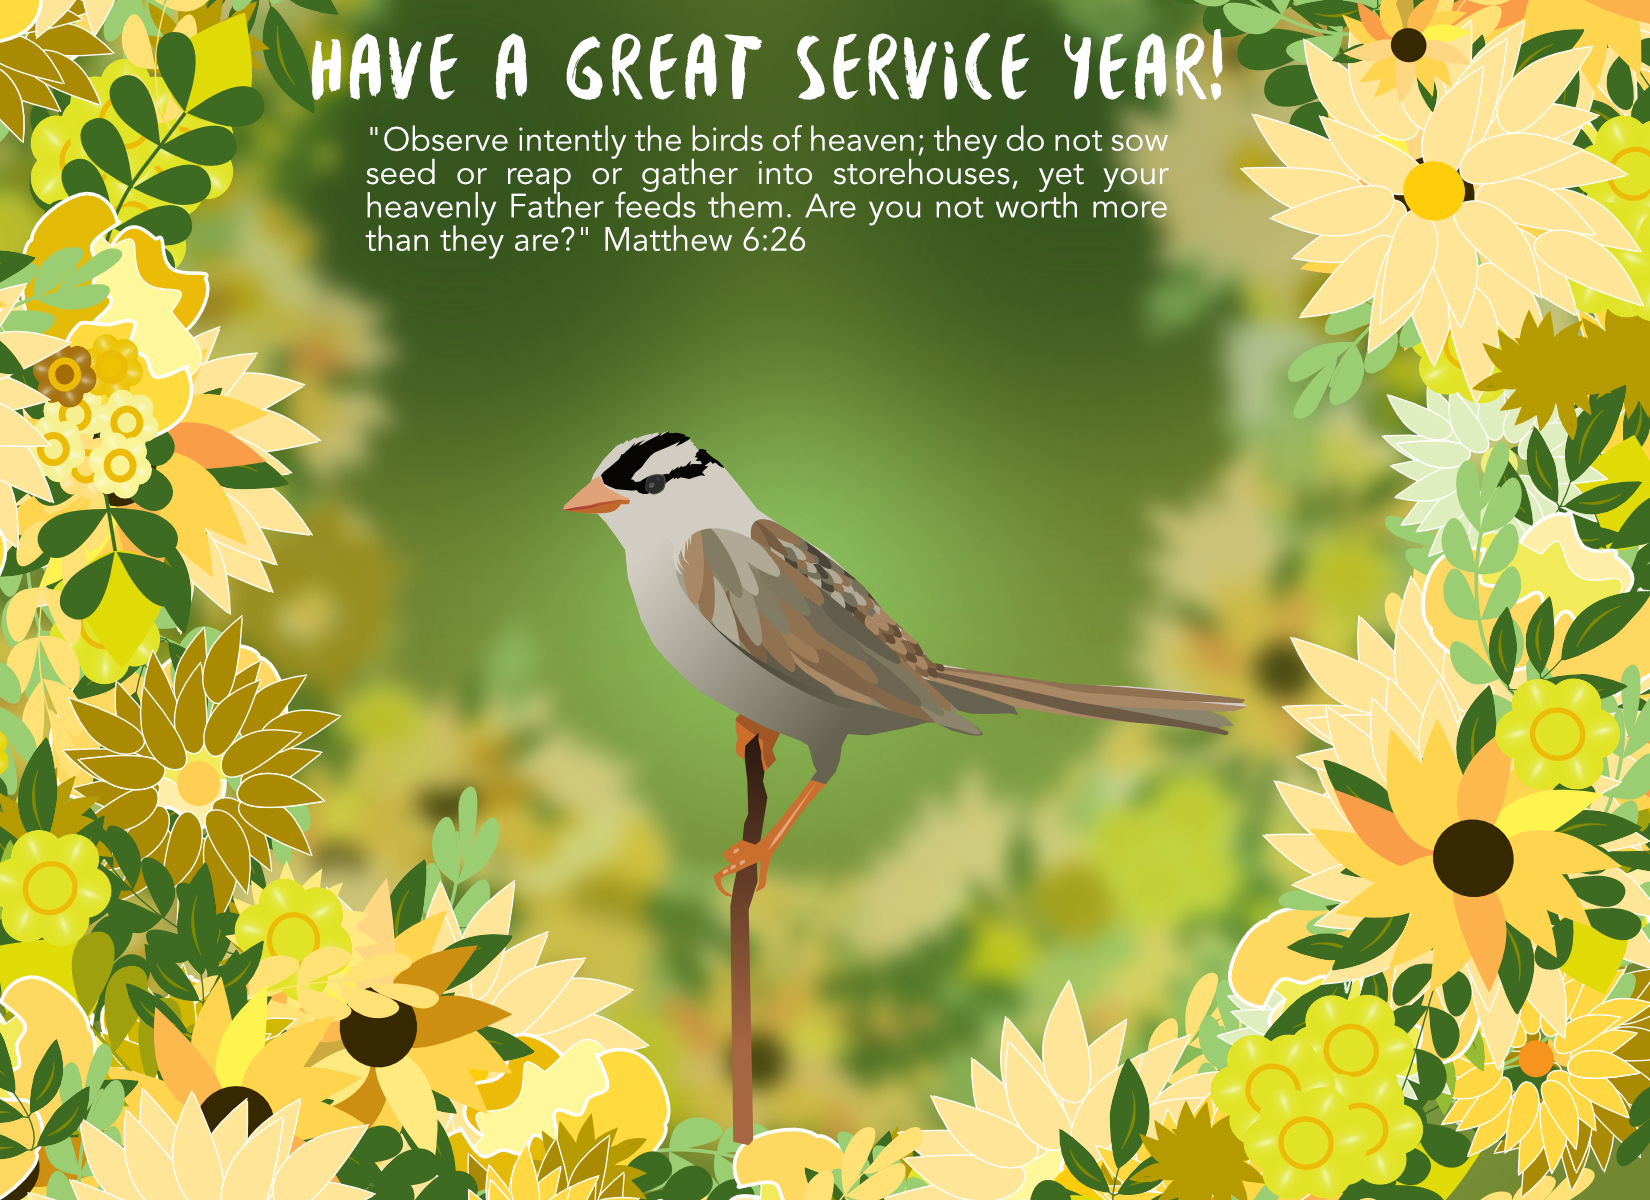 HAVE A GREAT SERViCE YEAR!
"Observe intently the birds of heaven; they do not sow
seed or reap or gather into storehouses, yet your
heavenly Father feeds them. Are you not worth more
than they are?" Matthew 6:26